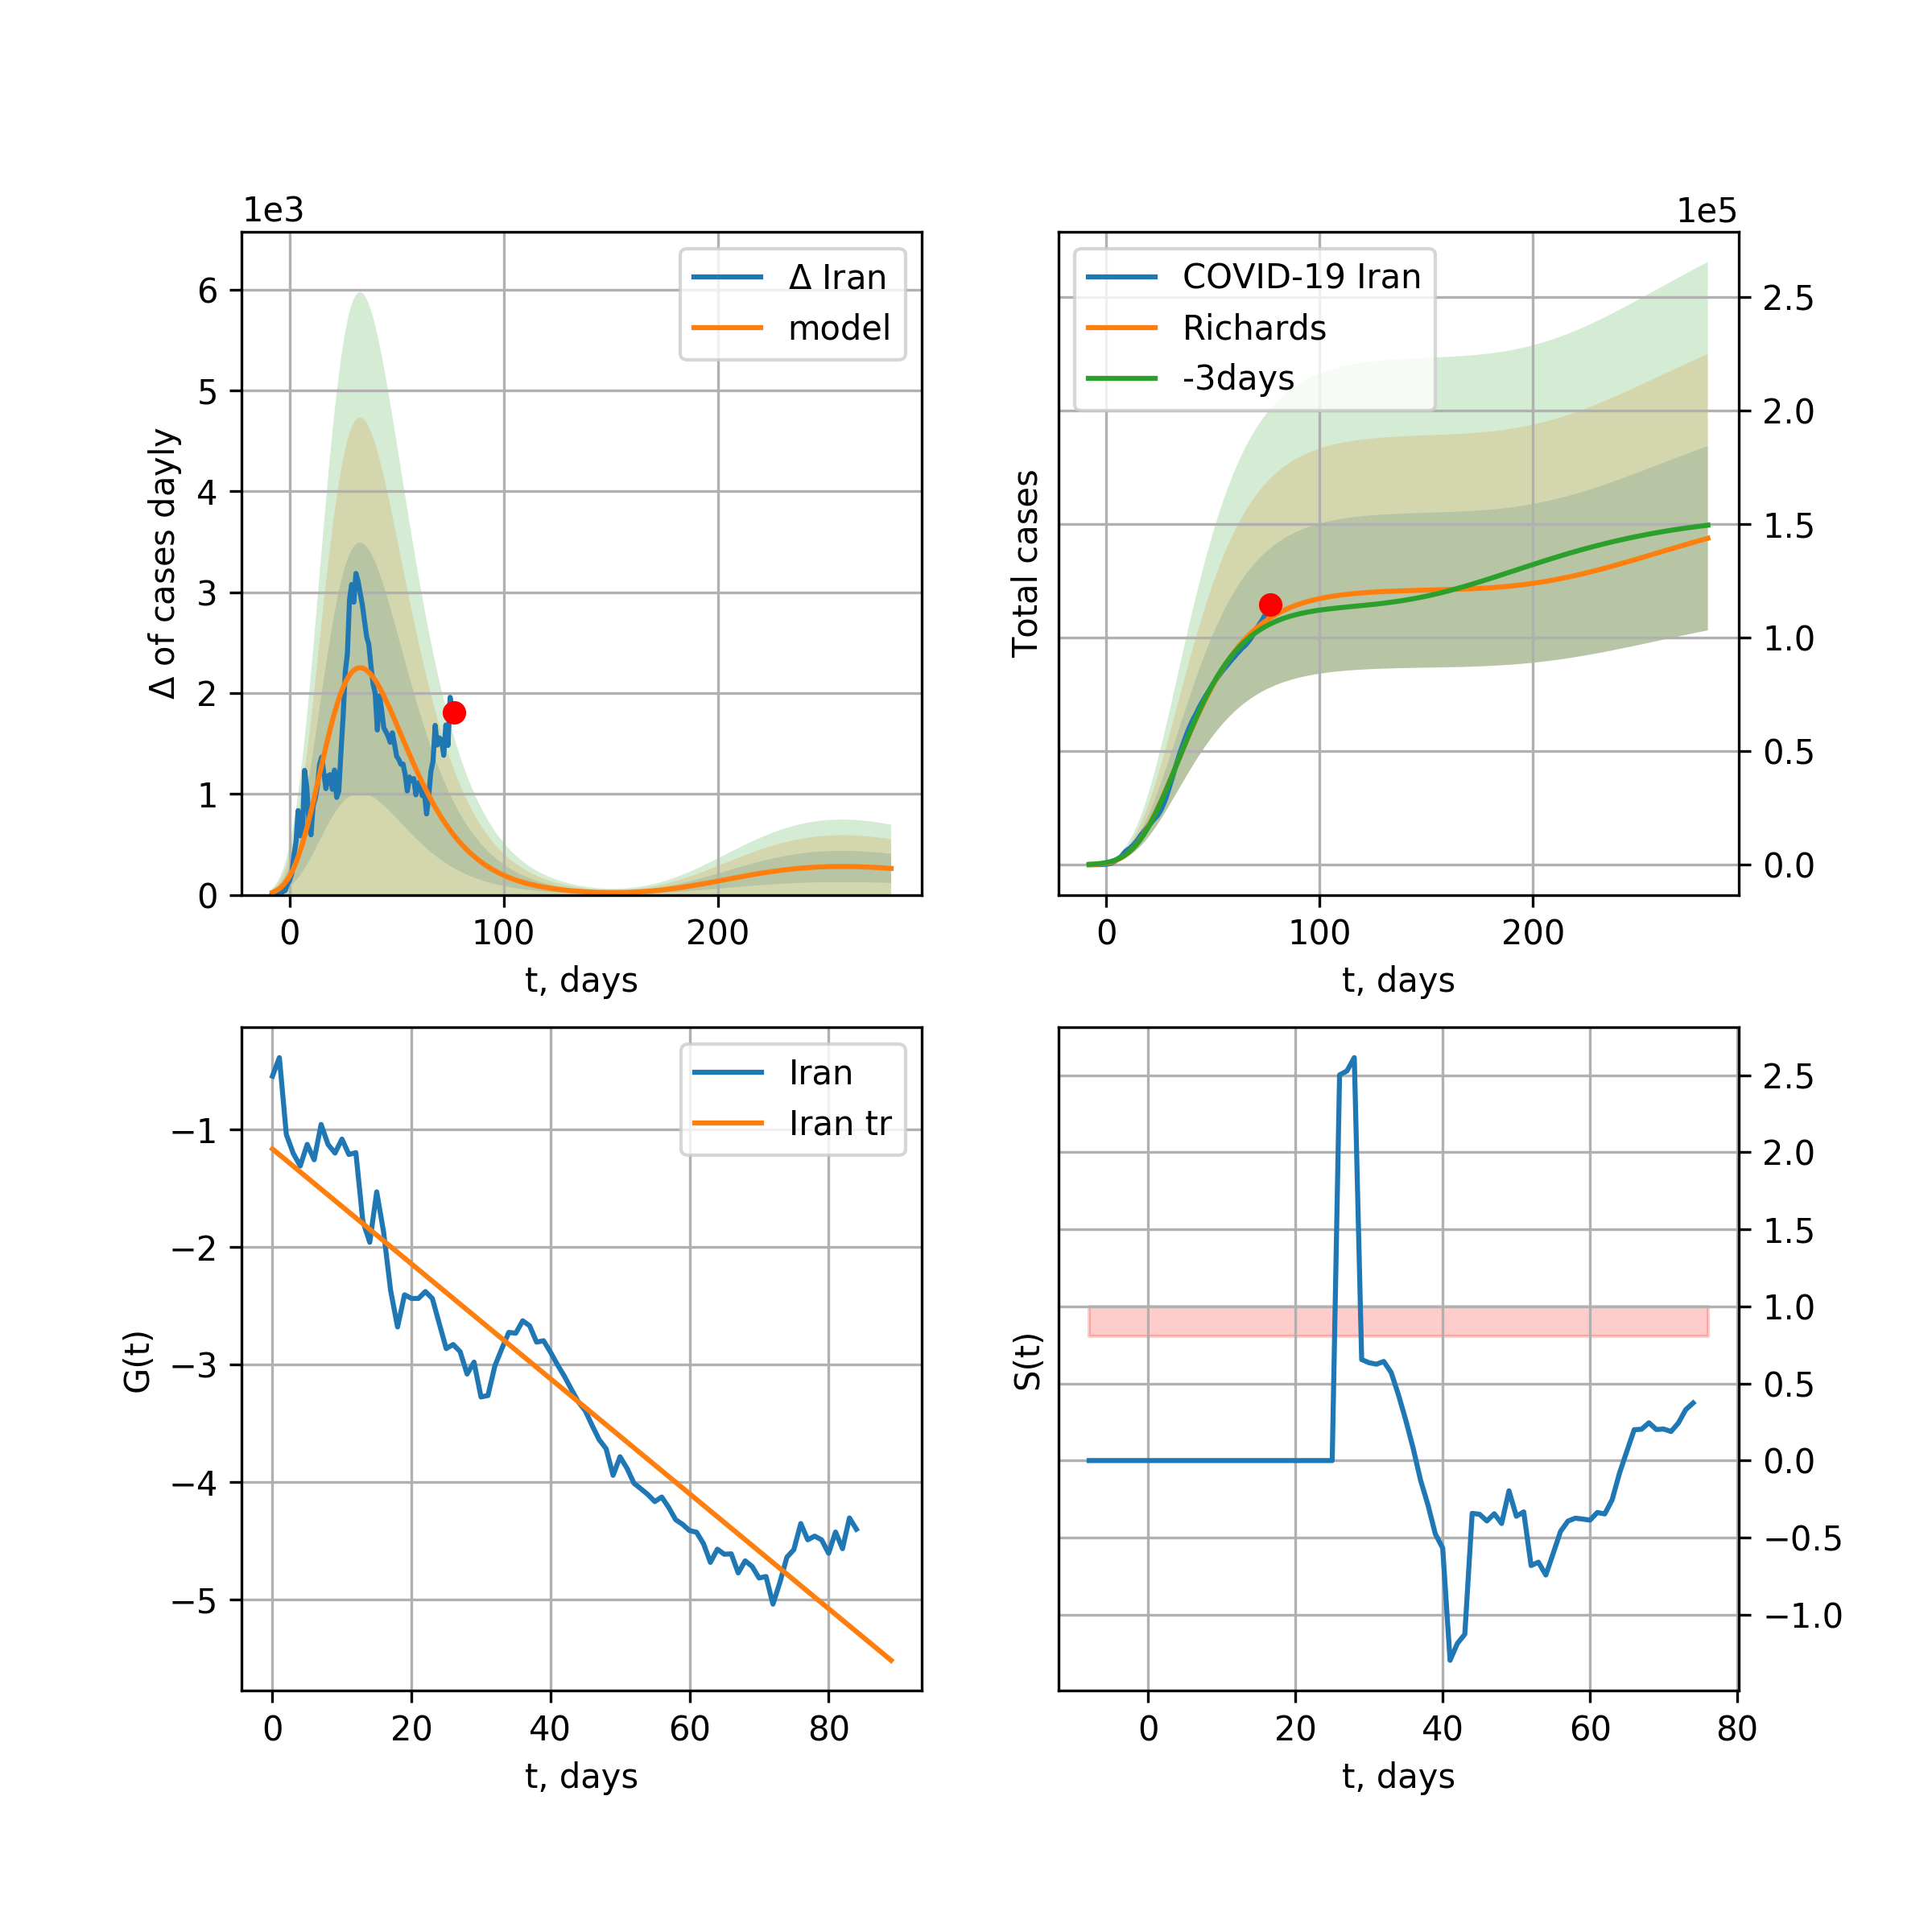 1e3
6
5
4
3
2
1
0
Δ of cases dayly
Δ Iran
model
0 100 200
t, days
1e5
COVID-19 Iran
Richards
-3days
Total cases
2.5
2.0
1.5
1.0
0.5
0.0
0 100 200
t, days
Iran
Iran tr
G(t)
−1
−2
−3
−4
−5
0 20 40 60 80
t, days
S(t)
2.5
2.0
1.5
1.0
0.5
0.0
−0.5
−1.0
0 20 40 60 80
t, days